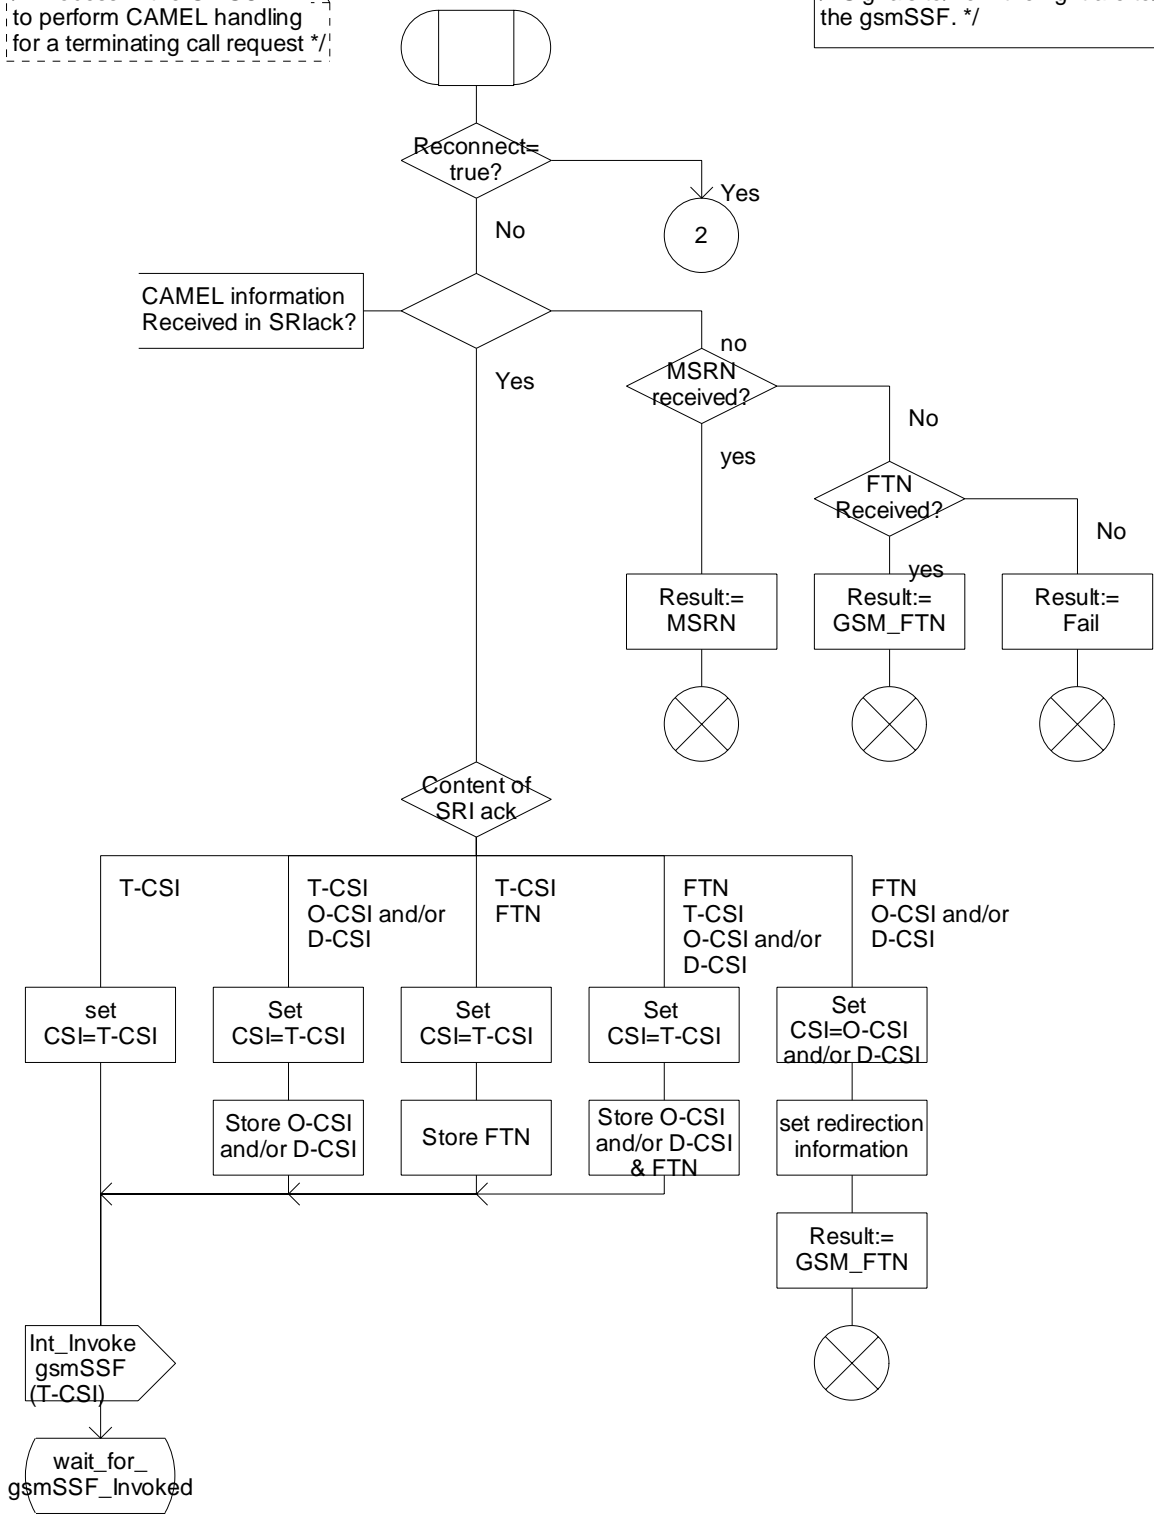 to perform CAMEL handling
for a terminating call request */
the gsmSSF. */
Reconnect=
true?
Yes
No
2
CAMEL information
Received in SRIack?
no
Yes
MSRN
received?
No
yes
FTN
Received?
No
yes
Result:=
MSRN
Result:=
GSM_FTN
Result:=
Fail
Content of
SRI ack
T-CSI
T-CSI
O-CSI and/or
D-CSI
T-CSI
FTN
FTN
T-CSI
O-CSI and/or
D-CSI
FTN
O-CSI and/or
D-CSI
set
CSI=T-CSI
Set
CSI=T-CSI
Set
CSI=T-CSI
Set
CSI=T-CSI
Set
CSI=O-CSI
and/or D-CSI
Store O-CSI
and/or D-CSI
Store FTN
Store O-CSI
and/or D-CSI
& FTN
set redirection
information
Result:=
GSM_FTN
Int_Invoke
gsmSSF
(T-CSI)
wait_for_
gsmSSF_Invoked